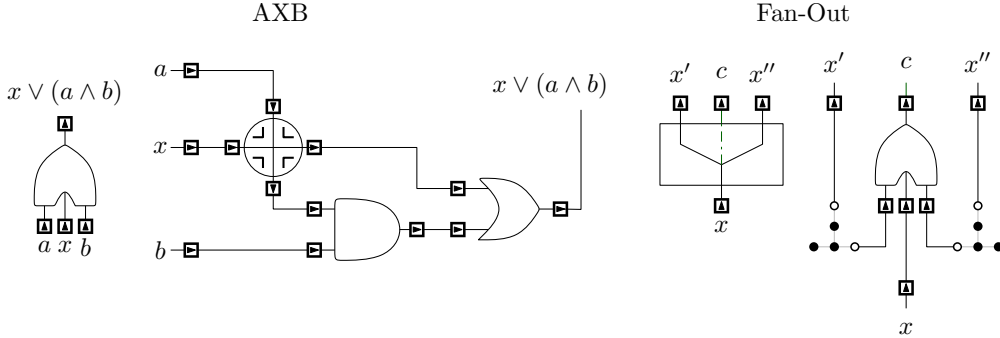 AXB
Fan-Out
x ∨ (a ∧ b)
a x b
a
x
b
x ∨ (a ∧ b)
x′ c x″
x
x′ c x″
x